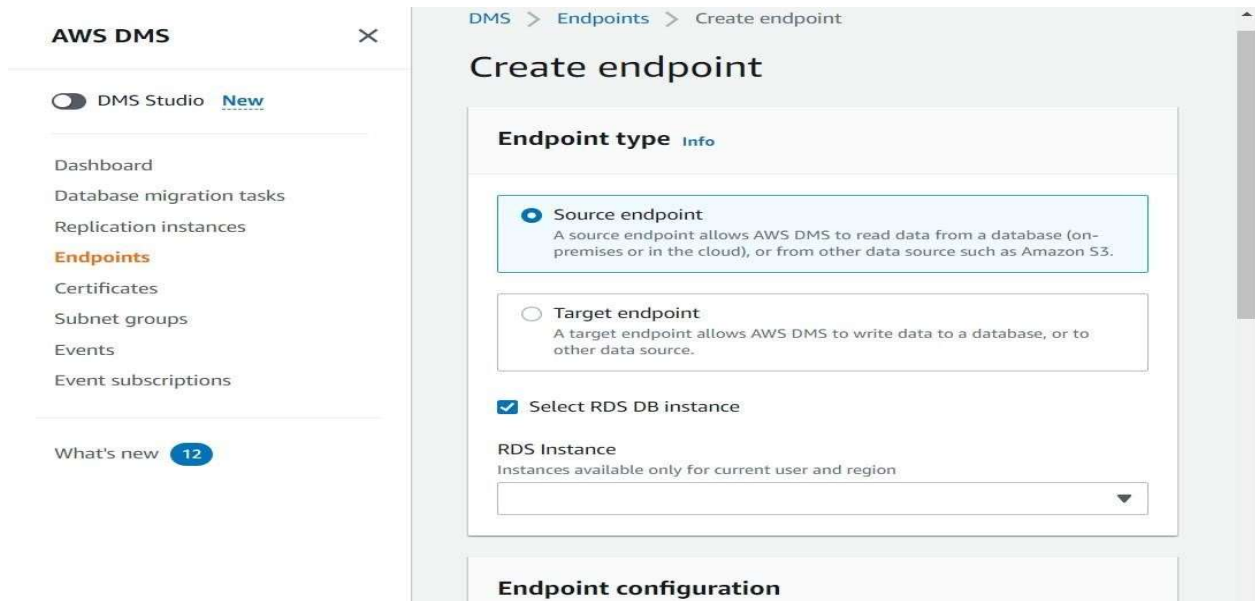 AWS DMS
DMS Studio New
Dashboard
Database migration tasks
Replication instances
Endpoints
Certificates
Subnet groups
Events
Event subscriptions
What's new 12
DMS > Endpoints > Create endpoint
Create endpoint
Endpoint type Info
Source endpoint
A source endpoint allows AWS DMS to read data from a database (on-
premises or in the cloud), or from other data source such as Amazon S3.
Target endpoint
A target endpoint allows AWS DMS to write data to a database, or to
other data source.
Select RDS DB instance
RDS Instance
Instances available only for current user and region
Endpoint configuration